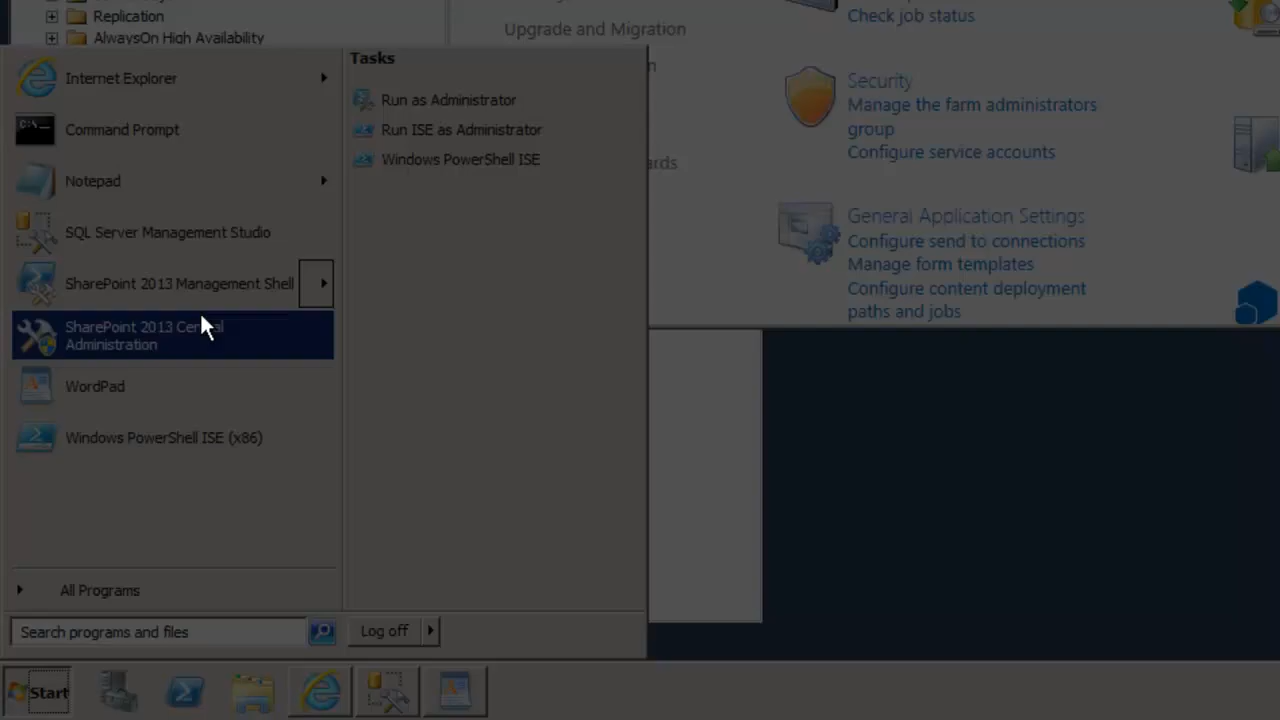 Replication
AlwaysOn High Availability
Upgrade and Migration
Check job status
Security
Manage the farm administrators
group
Configure service accounts
General Application Settings
Configure send to connections
Manage form templates
Configure content deployment
paths and jobs
Internet Explorer
Command Prompt
Notepad
SQL Server Management Studio
SharePoint 2013 Management Shell
SharePoint 2013 Central
Administration
WordPad
Windows PowerShell ISE (x86)
All Programs
Search programs and files
Log off
Tasks
Run as Administrator
Run ISE as Administrator
Windows PowerShell ISE
Start